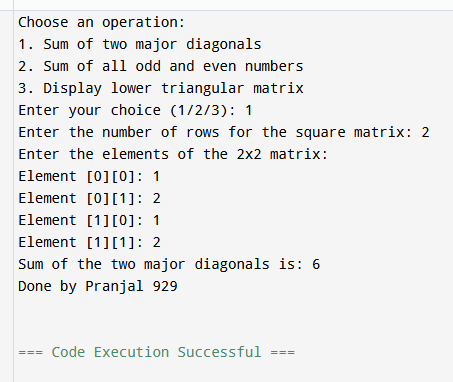 Choose an operation:
1. Sum of two major diagonals
2. Sum of all odd and even numbers
3. Display lower triangular matrix
Enter your choice (1/2/3): 1
Enter the number of rows for the square matrix: 2
Enter the elements of the 2x2 matrix:
Element [0][0]: 1
Element [0][1]: 2
Element [1][0]: 1
Element [1][1]: 2
Sum of the two major diagonals is: 6
Done by Pranjal 929
=== Code Execution Successful ===